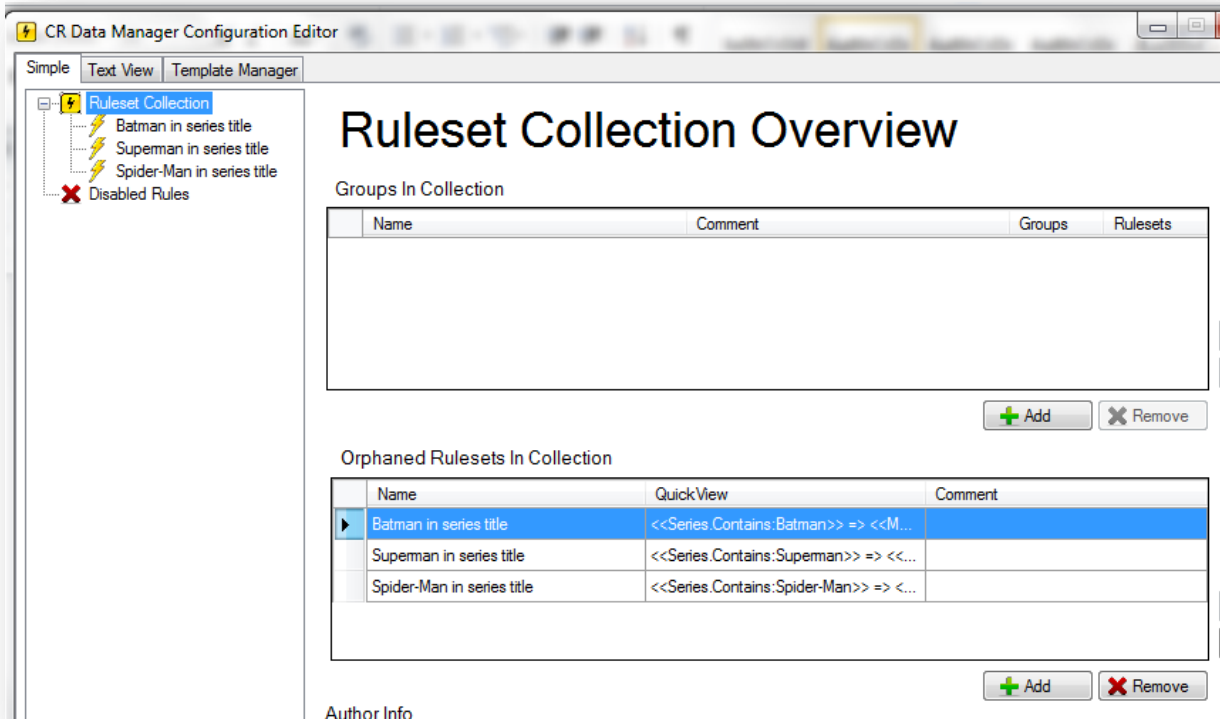 CR Data Manager Configuration Editor
Simple Text View Template Manager
Ruleset Collection
Batman in series title
Superman in series title
Spider-Man in series title
Disabled Rules
Ruleset Collection Overview
Groups In Collection
Name Comment Groups Rulesets
Add Remove
Orphaned Rulesets In Collection
Name QuickView Comment
Batman in series title <<Series.Contains:Batman>> => <<M...
Superman in series title <<Series.Contains:Superman>> => <<...
Spider-Man in series title <<Series.Contains:Spider-Man>> => <...
Add Remove
Author Info